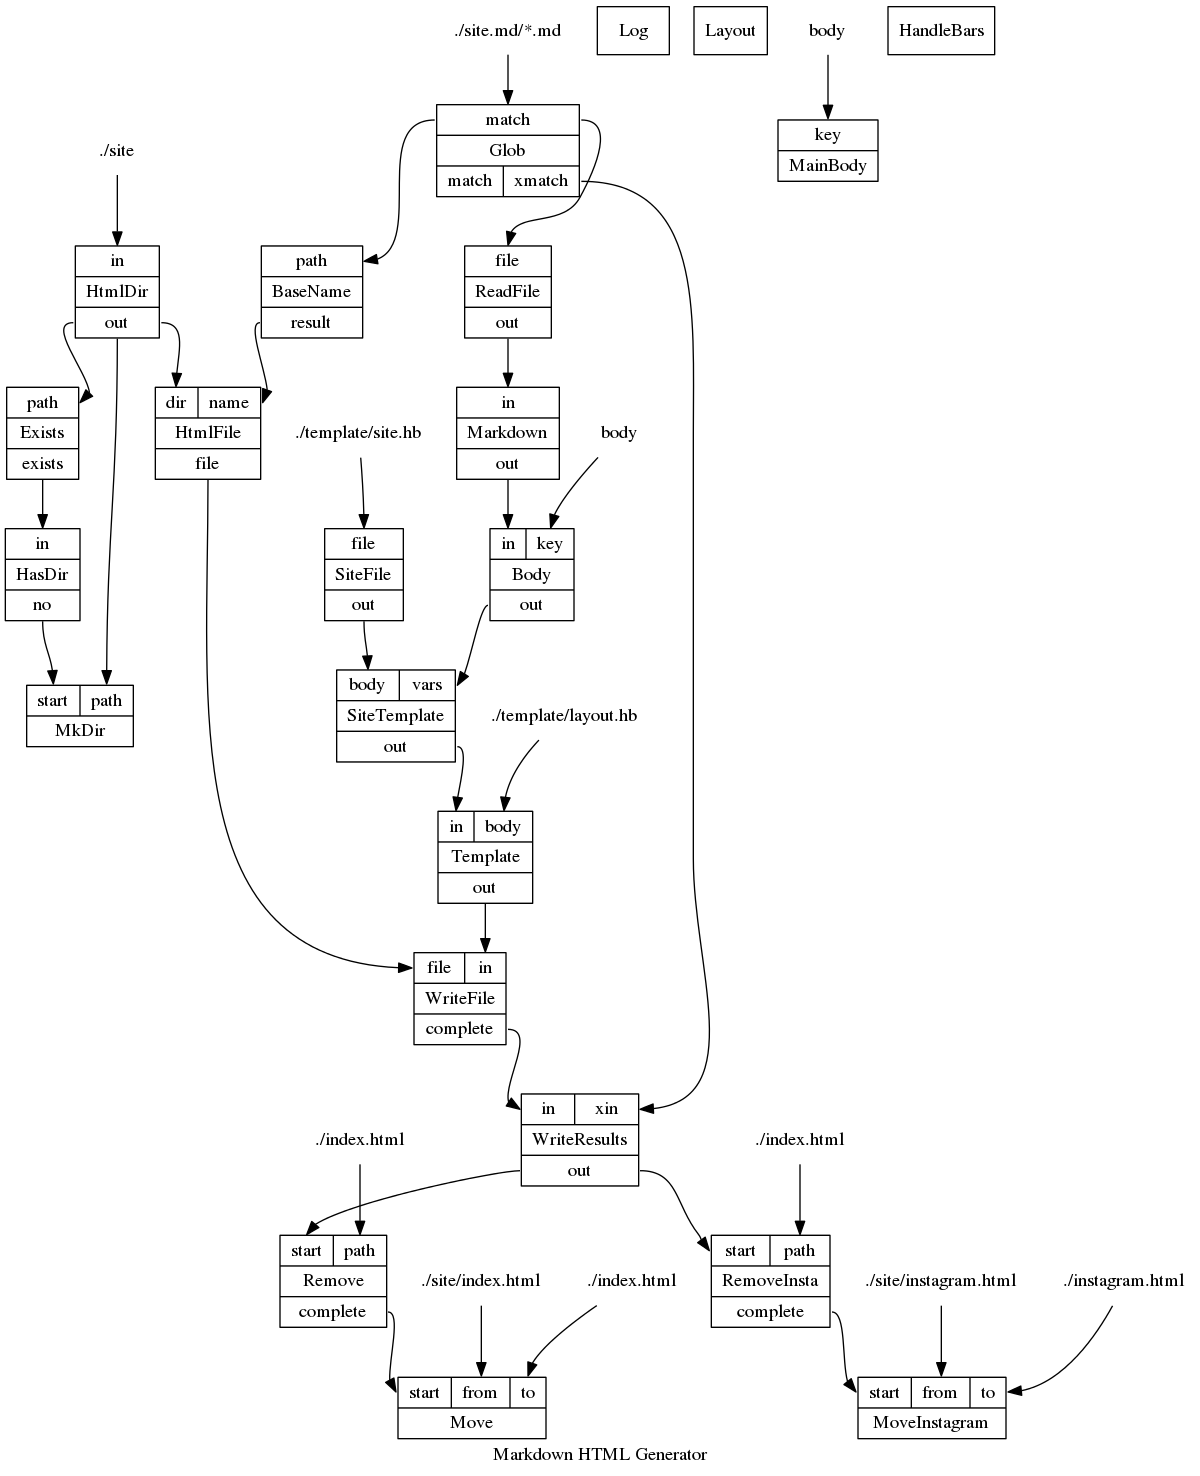 ./site.md/*.md
Log
Layout
body
HandleBars
match
Glob
match xmatch
key
MainBody
./site
in
HtmlDir
out
path
BaseName
result
file
ReadFile
out
path
Exists
exists
dir name
HtmlFile
file
./template/site.hb
in
Markdown
out
body
in
HasDir
no
file
SiteFile
out
in key
Body
out
start path
MkDir
body vars
SiteTemplate
out
./template/layout.hb
in body
Template
out
file in
WriteFile
complete
in xin
WriteResults
out
./index.html
./index.html
start path
Remove
complete
./site/index.html
./index.html
start path
RemoveInsta
complete
./site/instagram.html
./instagram.html
start from to
Move
start from to
MoveInstagram
Markdown HTML Generator